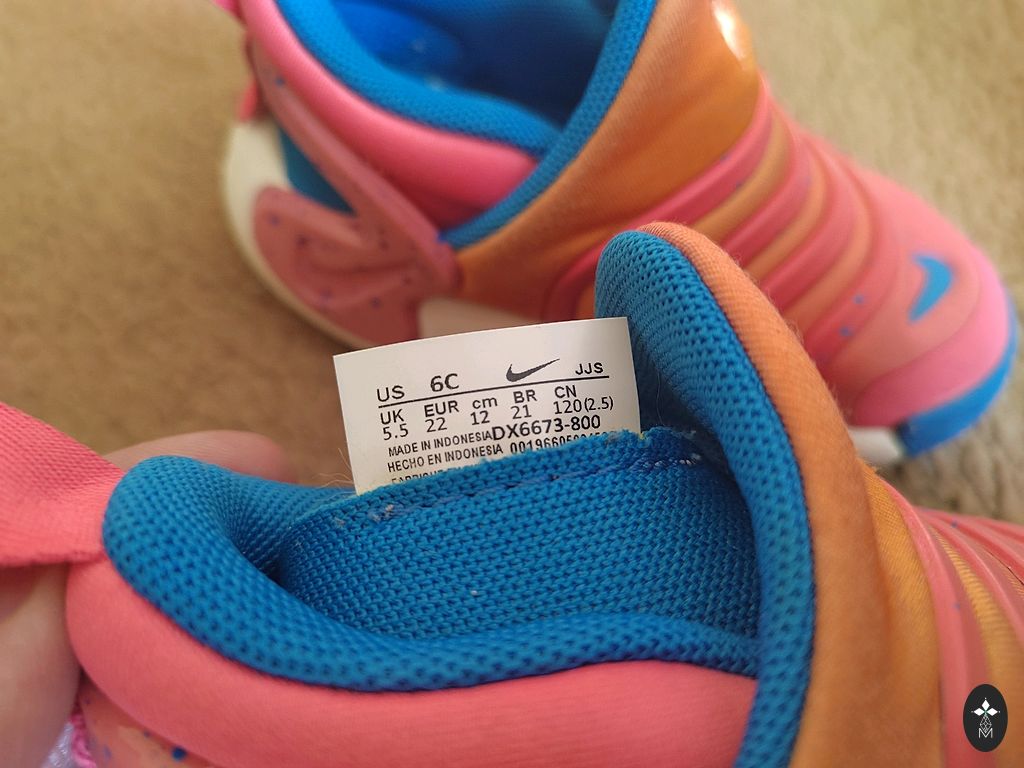 US 6C JJS
UK EUR cm BR CN
5.5 22 12 21 120(2.5)
MADE IN INDONESIA DX6673-800
HECHO EN INDONESIA